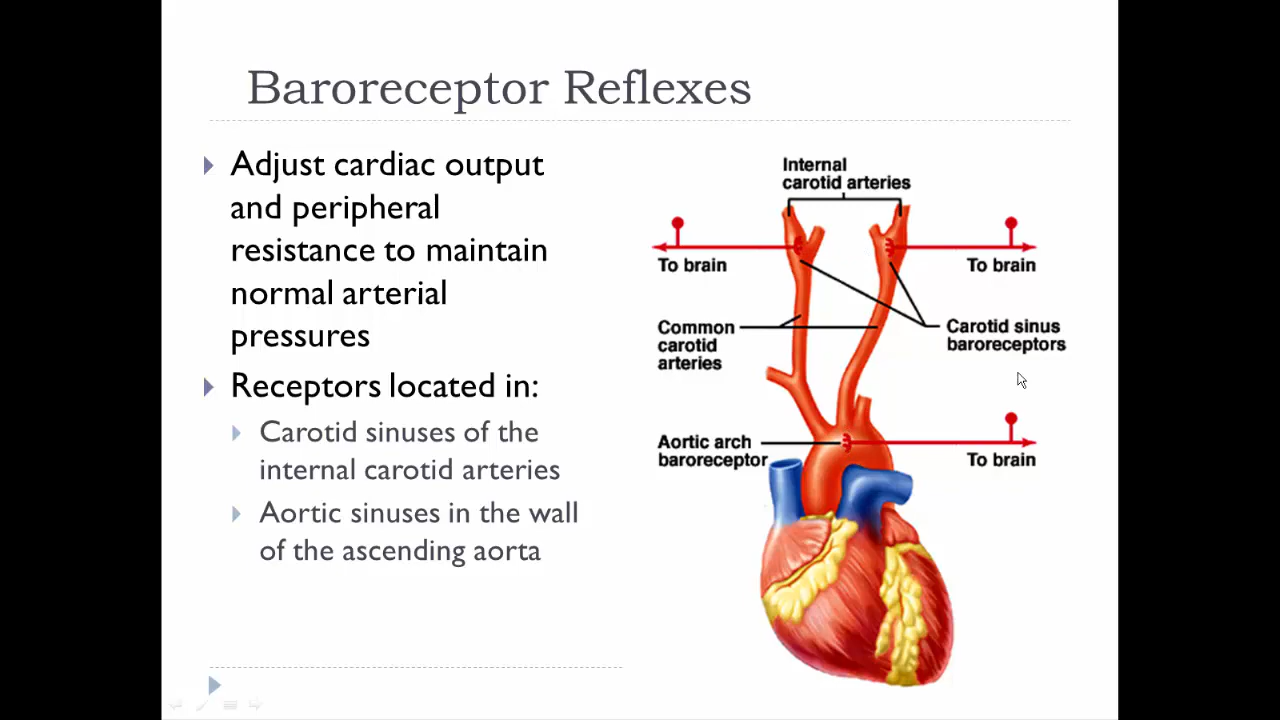 Baroreceptor Reflexes
Adjust cardiac output
and peripheral
resistance to maintain
normal arterial
pressures
Receptors located in:
Carotid sinuses of the
internal carotid arteries
Aortic sinuses in the wall
of the ascending aorta
Internal
carotid arteries
To brain
To brain
Common
carotid
arteries
Carotid sinus
baroreceptors
Aortic arch
baroreceptor
To brain